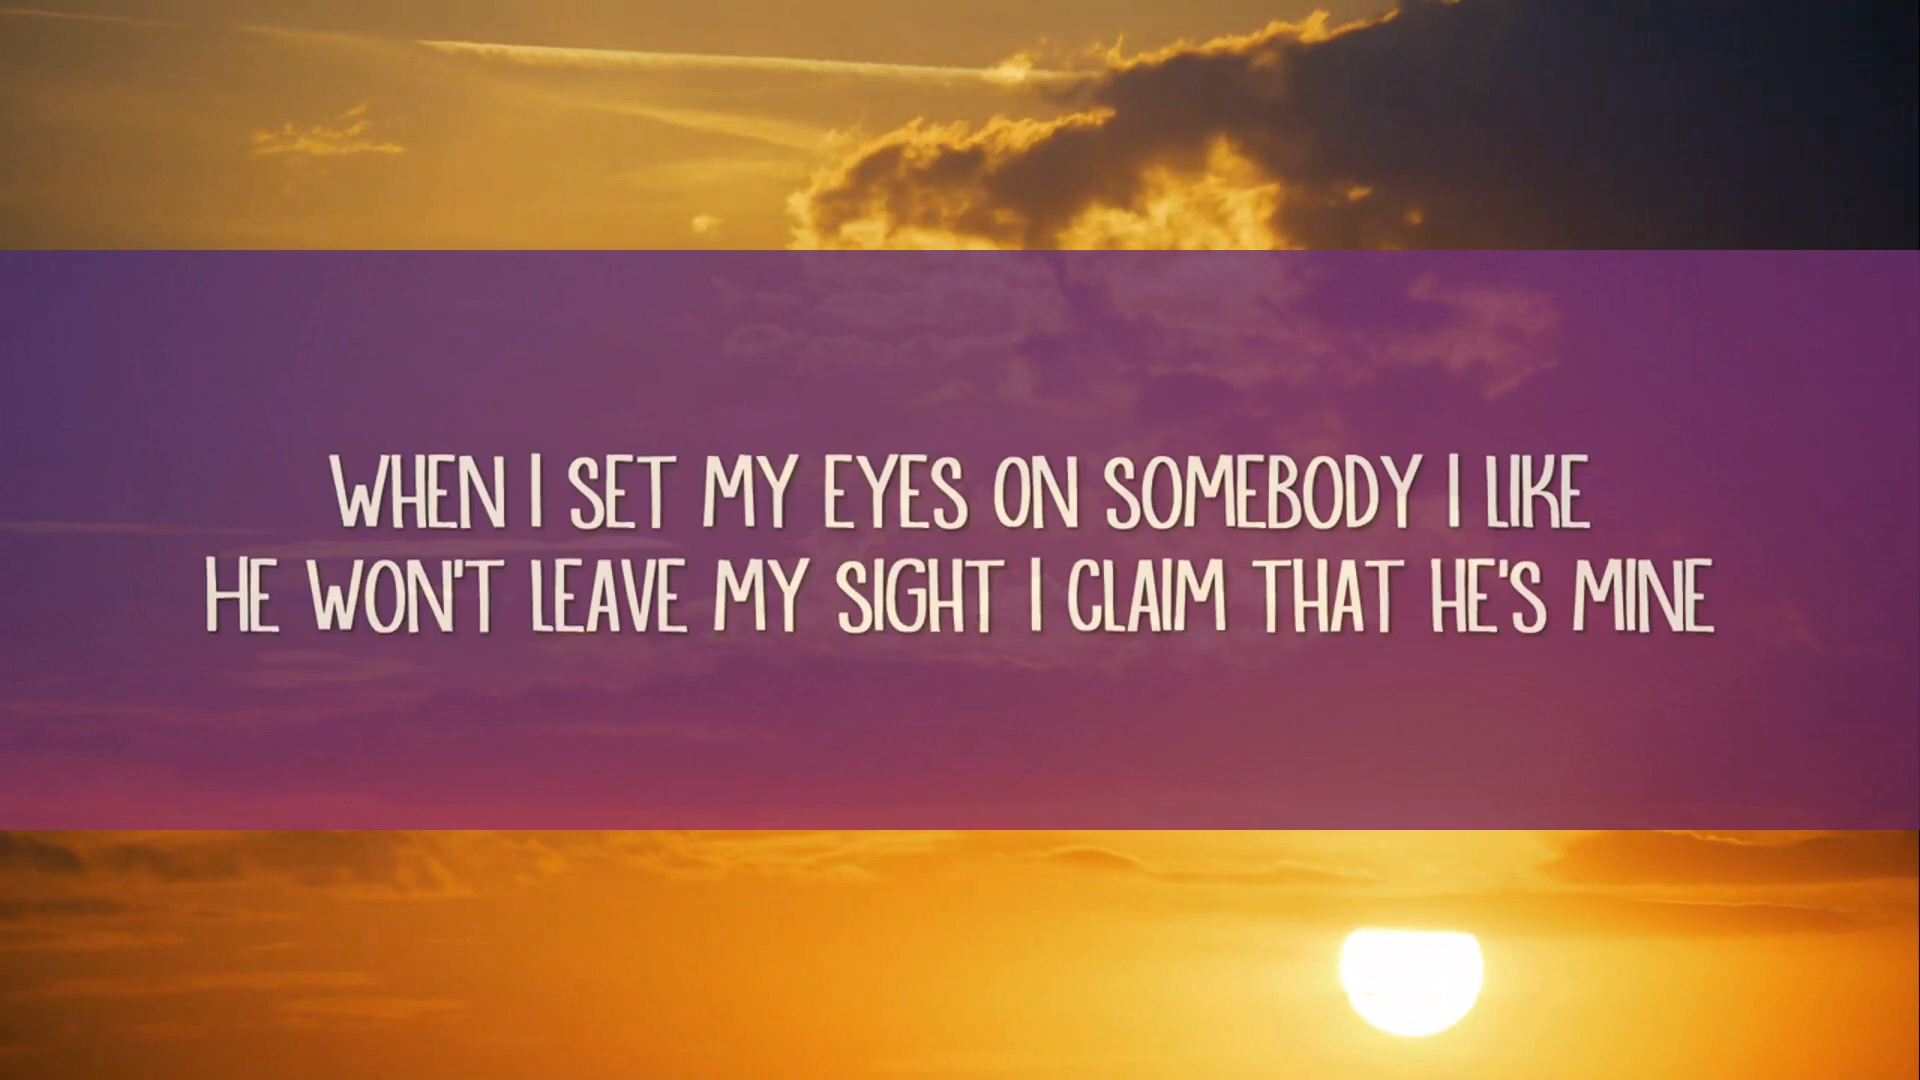 WHEN I SET MY EYES ON SOMEBODY I LIKE
HE WON'T LEAVE MY SIGHT I CLAIM THAT HE'S MINE